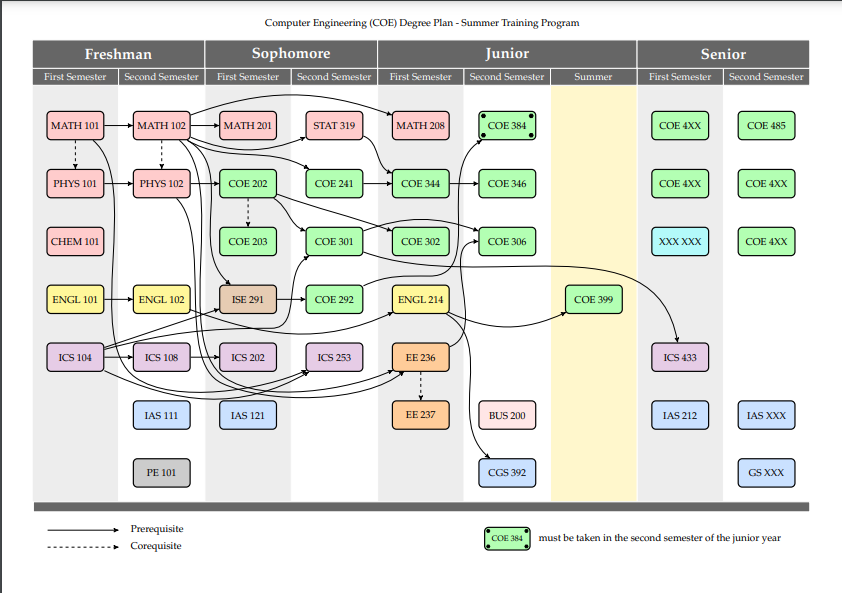 Computer Engineering (COE) Degree Plan - Summer Training Program
Freshman Sophomore Junior Senior
First Semester Second Semester First Semester Second Semester First Semester Second Semester Summer First Semester Second Semester
MATH 101 MATH 102 MATH 201 STAT 319 MATH 208 COE 384 COE 4XX COE 485
PHYS 101 PHYS 102 COE 202 COE 241 COE 344 COE 346 COE 4XX COE 4XX
CHEM 101 COE 203 COE 301 COE 302 COE 306 XXX XXX COE 4XX
ENGL 101 ENGL 102 ISE 291 COE 292 ENGL 214 COE 399
ICS 104 ICS 108 ICS 202 ICS 253 EE 236 ICS 433
IAS 111 IAS 121 EE 237 BUS 200 IAS 212 IAS XXX
PE 101 CGS 392 GS XXX
Prerequisite
Corequisite
COE 384 must be taken in the second semester of the junior year